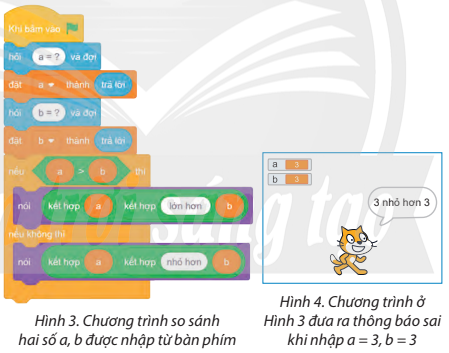 Khi bấm vào
hỏi a = ? và đợi
đặt a thành trả lời
hỏi b = ? và đợi
đặt b thành trả lời
nếu a > b thì
nói kết hợp a kết hợp lớn hơn b
nếu không thì
nói kết hợp a kết hợp nhỏ hơn b
Hình 3. Chương trình so sánh
hai số a, b được nhập từ bàn phím
a 3
b 3
3 nhỏ hơn 3
Hình 4. Chương trình ở
Hình 3 đưa ra thông báo sai
khi nhập a = 3, b = 3